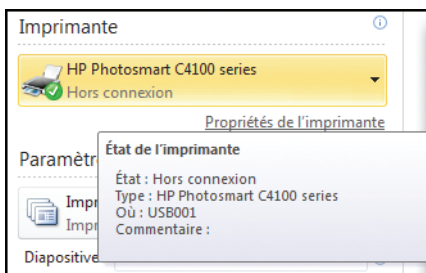 Imprimante
HP Photosmart C4100 series
Hors connexion
Propriétés de l'imprimante
Paramètr
État de l'imprimante
État : Hors connexion
Type : HP Photosmart C4100 series
Où : USB001
Commentaire :
Impr
Impr
Diapositive